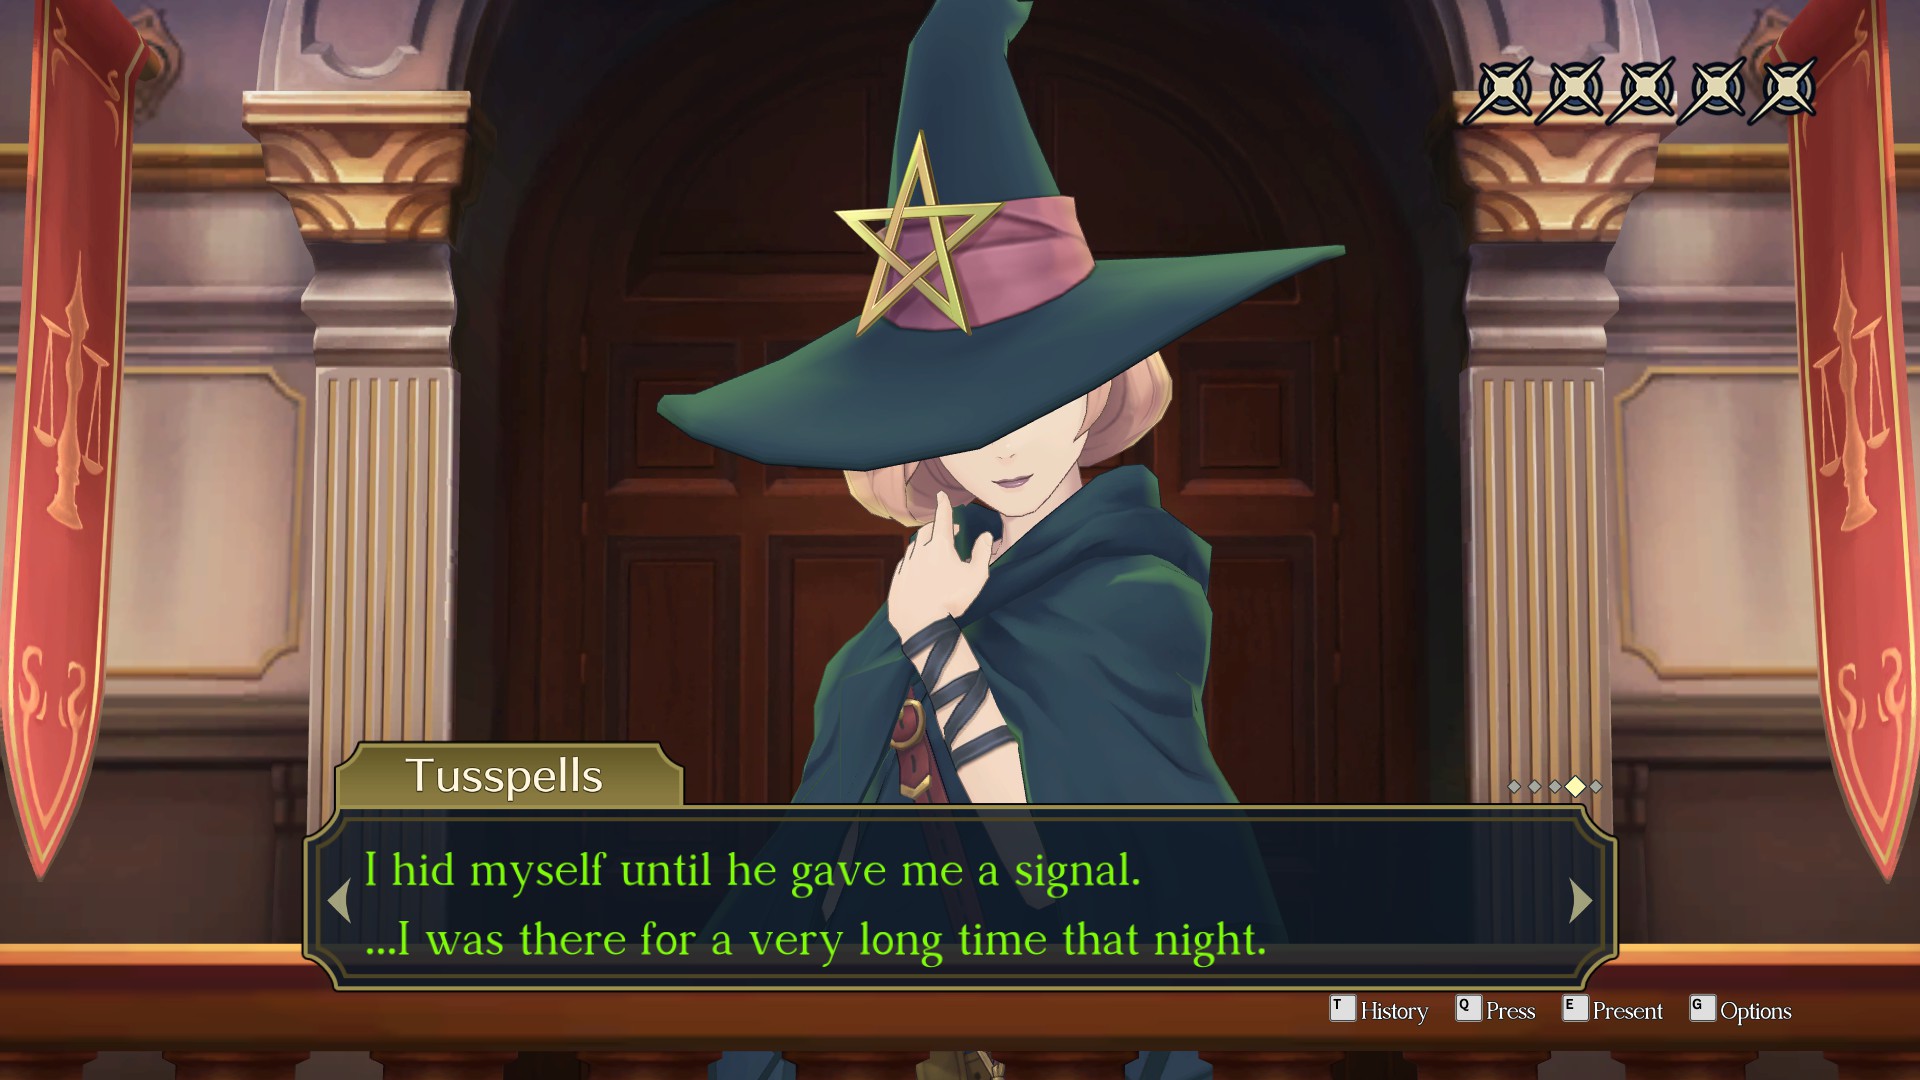 Tusspells
I hid myself until he gave me a signal.
...I was there for a very long time that night.
T History Q Press E Present G Options